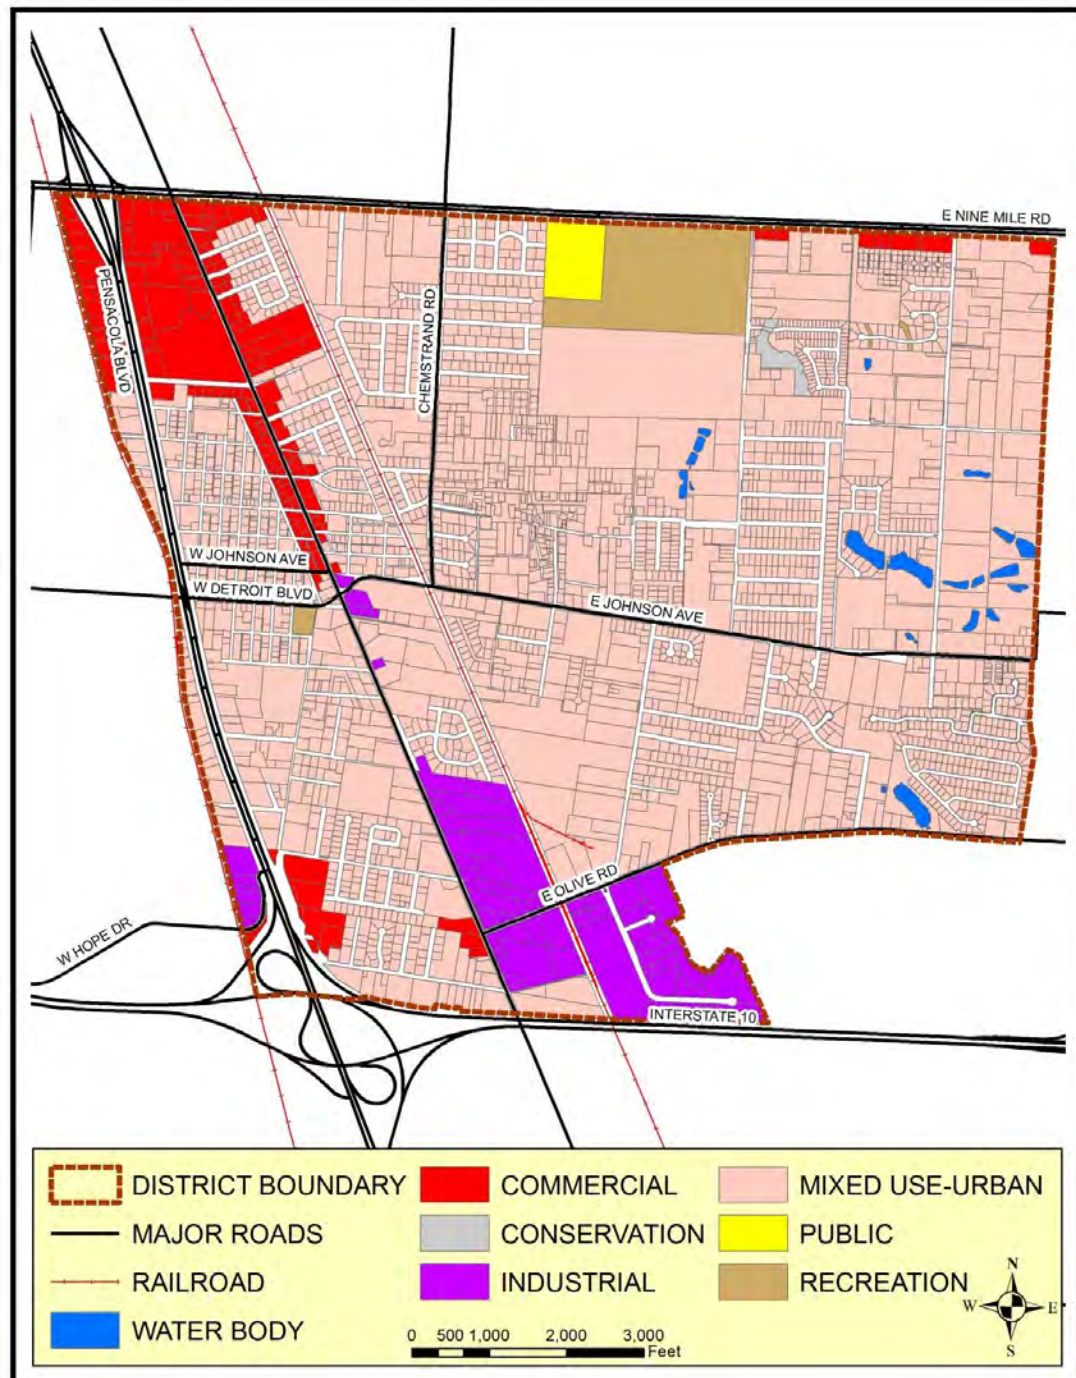 E NINE MILE RD
PENSACOLA BLVD
CHEMSTRAND RD
W JOHNSON AVE
W DETROIT BLVD
E JOHNSON AVE
E OLIVE RD
W HOPE DR
INTERSTATE 10
DISTRICT BOUNDARY
COMMERCIAL
MIXED USE-URBAN
MAJOR ROADS
CONSERVATION
PUBLIC
RAILROAD
INDUSTRIAL
RECREATION
WATER BODY
0 500 1,000 2,000 3,000
Feet
N
W E
S